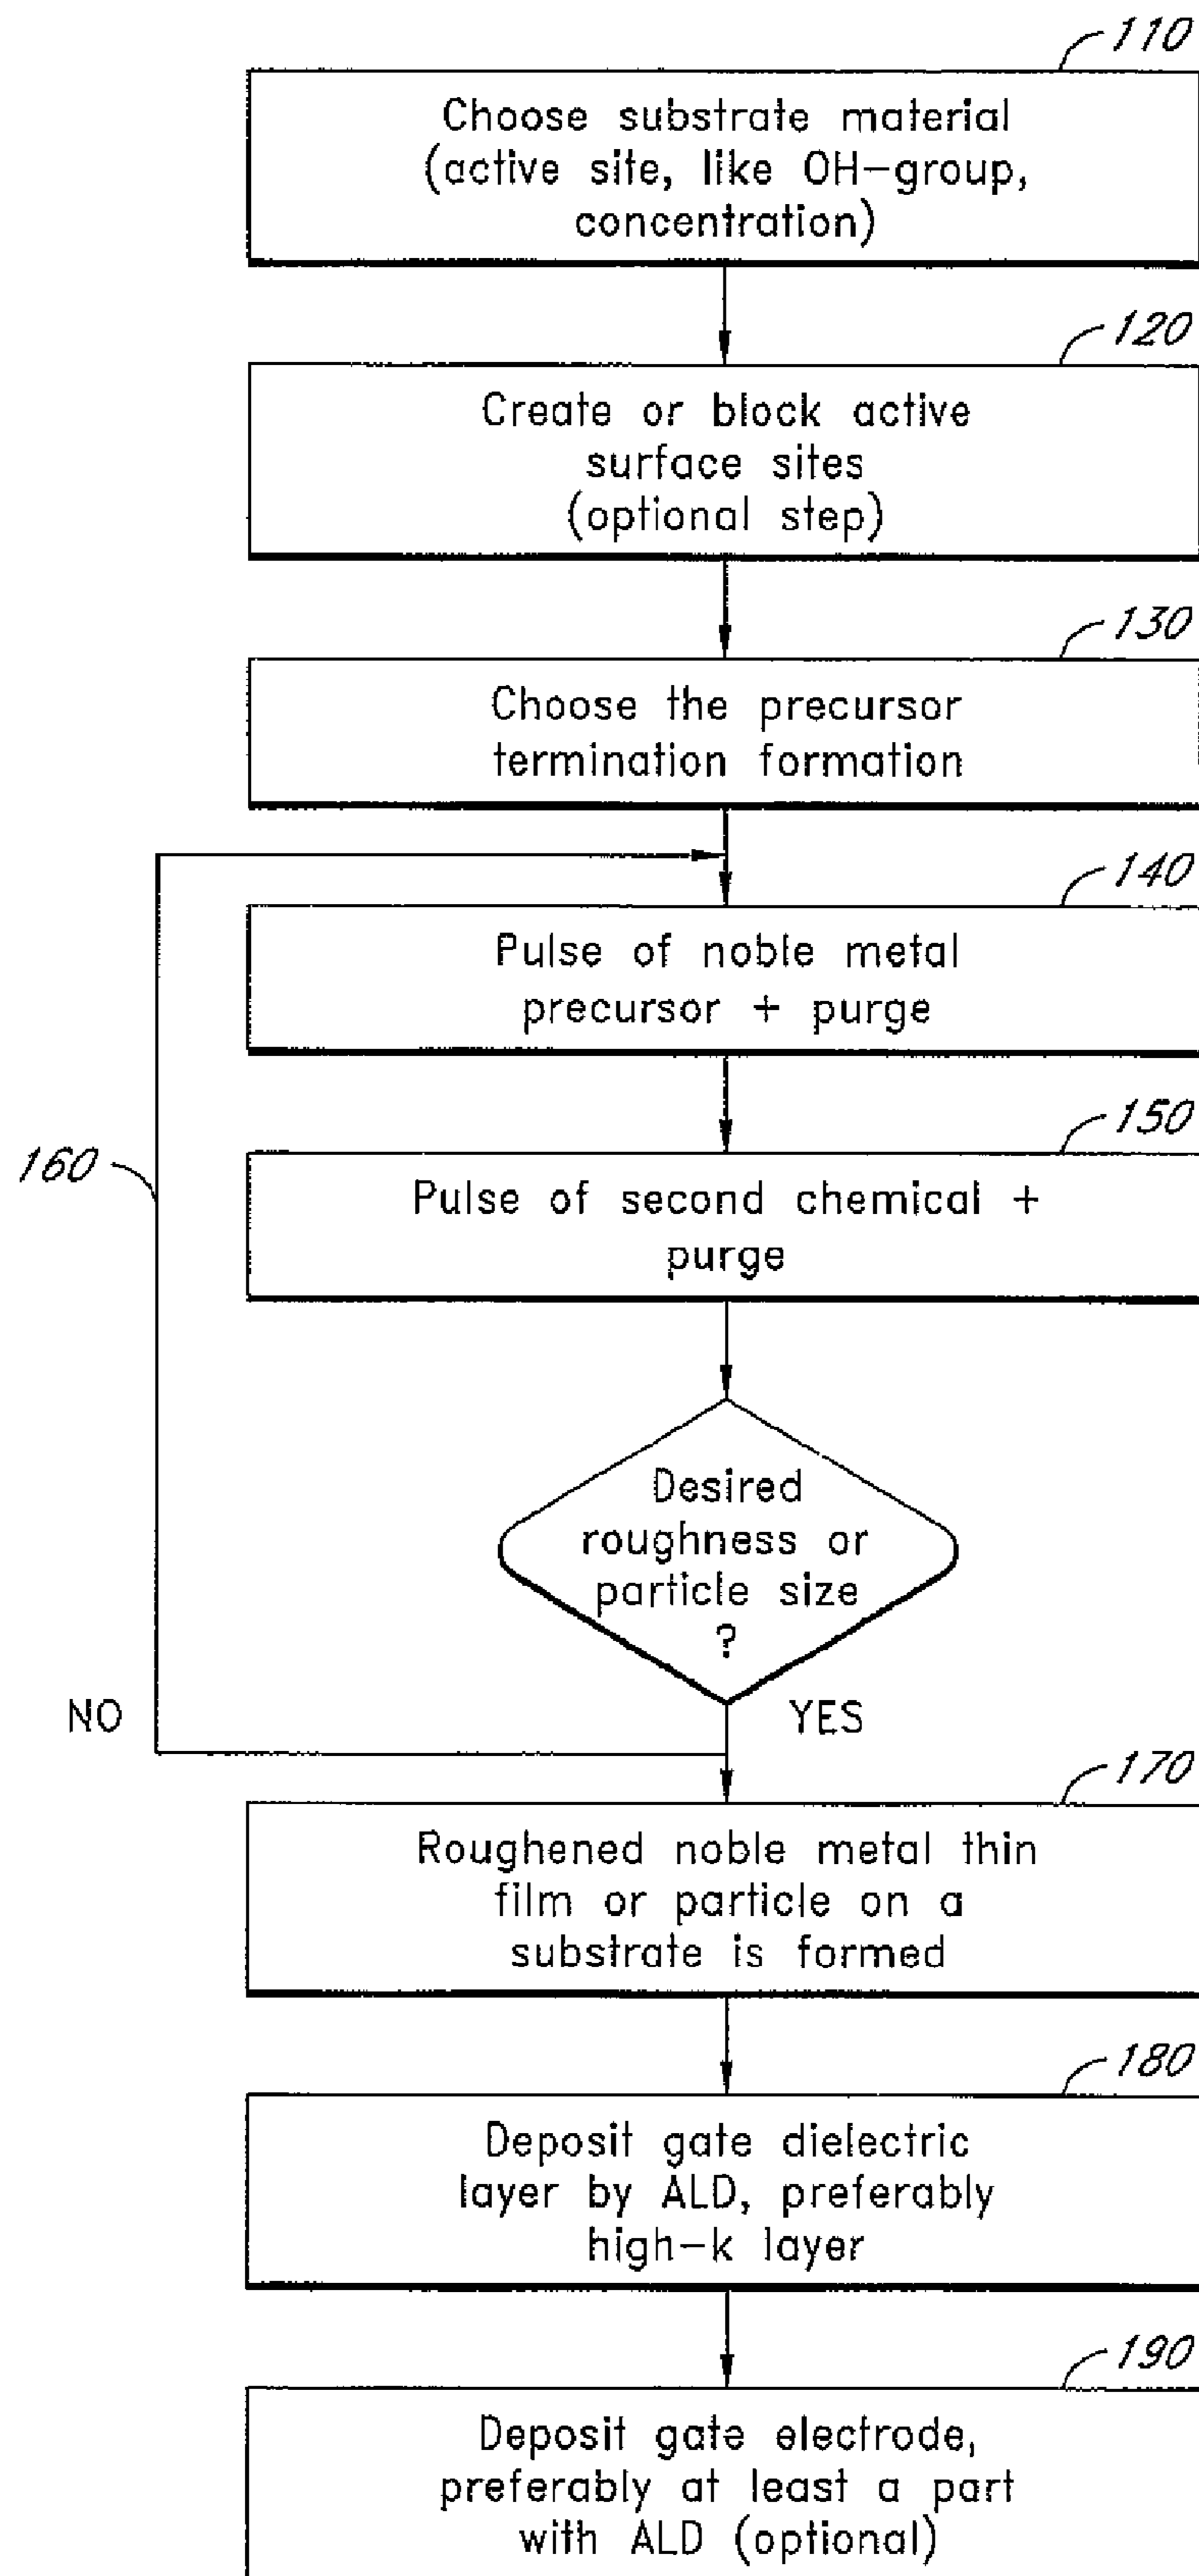 110
Choose substrate material
(active site, like OH-group,
concentration)
120
Create or block active
surface sites
(optional step)
130
Choose the precursor
termination formation
140
Pulse of noble metal
precursor + purge
150
160
Pulse of second chemical +
purge
Desired
roughness or
particle size
?
NO
YES
170
Roughened noble metal thin
film or particle on a
substrate is formed
180
Deposit gate dielectric
layer by ALD, preferably
high-k layer
190
Deposit gate electrode,
preferably at least a part
with ALD (optional)